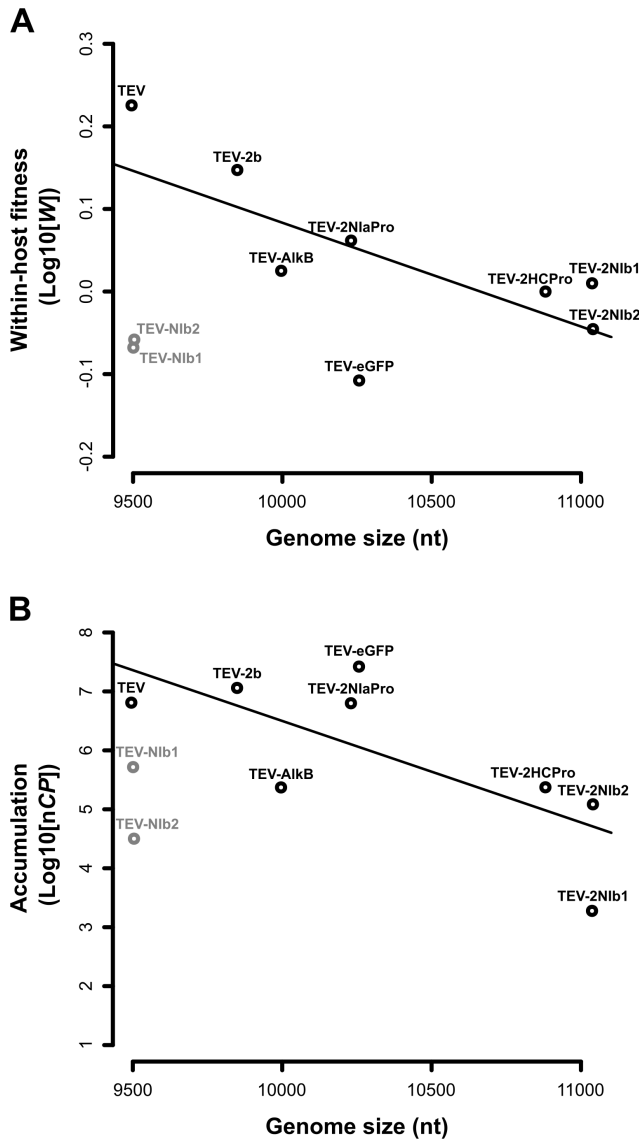 A
0.3
0.2
0.1
0.0
-0.1
-0.2
Within-host fitness
(Log10[W])
TEV
TEV-2b
TEV-2NIaPro
TEV-AlkB
TEV-2HCPro
TEV-2NIb1
TEV-2NIb2
TEV-NIb2
TEV-NIb1
TEV-eGFP
9500
10000
10500
11000
Genome size (nt)
B
8
7
6
5
4
3
2
1
Accumulation
(Log10[nCP])
TEV-eGFP
TEV-2b
TEV
TEV-2NIaPro
TEV-NIb1
TEV-AlkB
TEV-2HCPro
TEV-2NIb2
TEV-NIb2
TEV-2NIb1
9500
10000
10500
11000
Genome size (nt)